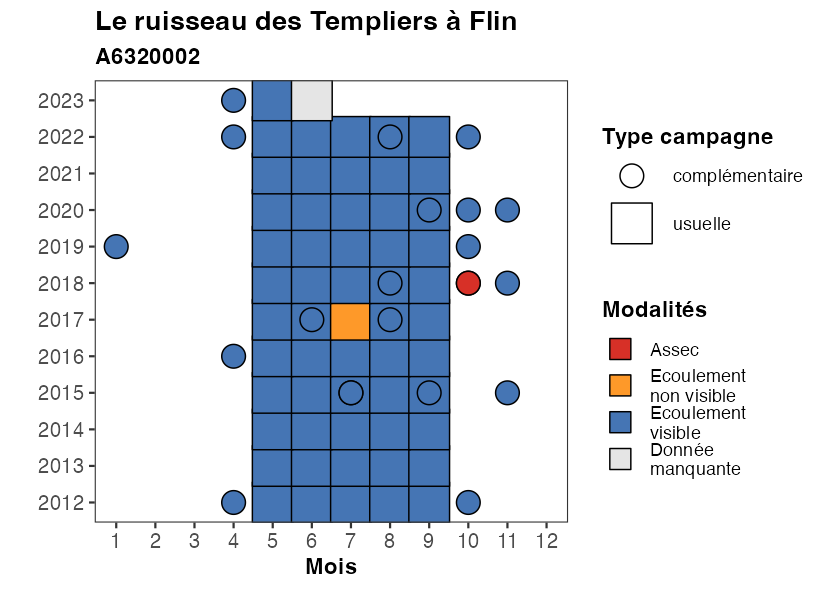 Le ruisseau des Templiers à Flin
A6320002
2023
2022
2021
2020
2019
2018
2017
2016
2015
2014
2013
2012
1 2 3 4 5 6 7 8 9 10 11 12
Mois
Type campagne
complémentaire
usuelle
Modalités
Assec
Ecoulement
non visible
Ecoulement
visible
Donnée
manquante